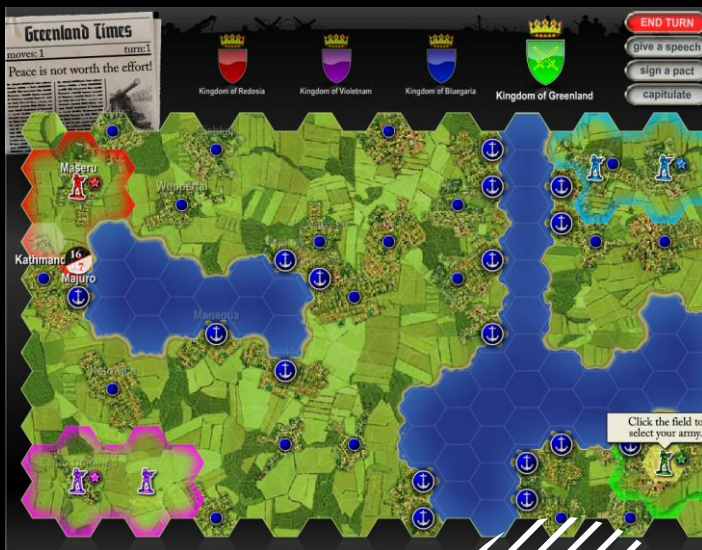 Greenland Times
moves: 1 turn:1
Peace is not worth the effort!
Kingdom of Redosia
Kingdom of Violetnam
Kingdom of Bluegaria
Kingdom of Greenland
END TURN
give a speech
sign a pact
capitulate
Maseru
Wuppertal
Kathmand
16
7
Majuro
Managua
Katowice
Click the field to
select your army.